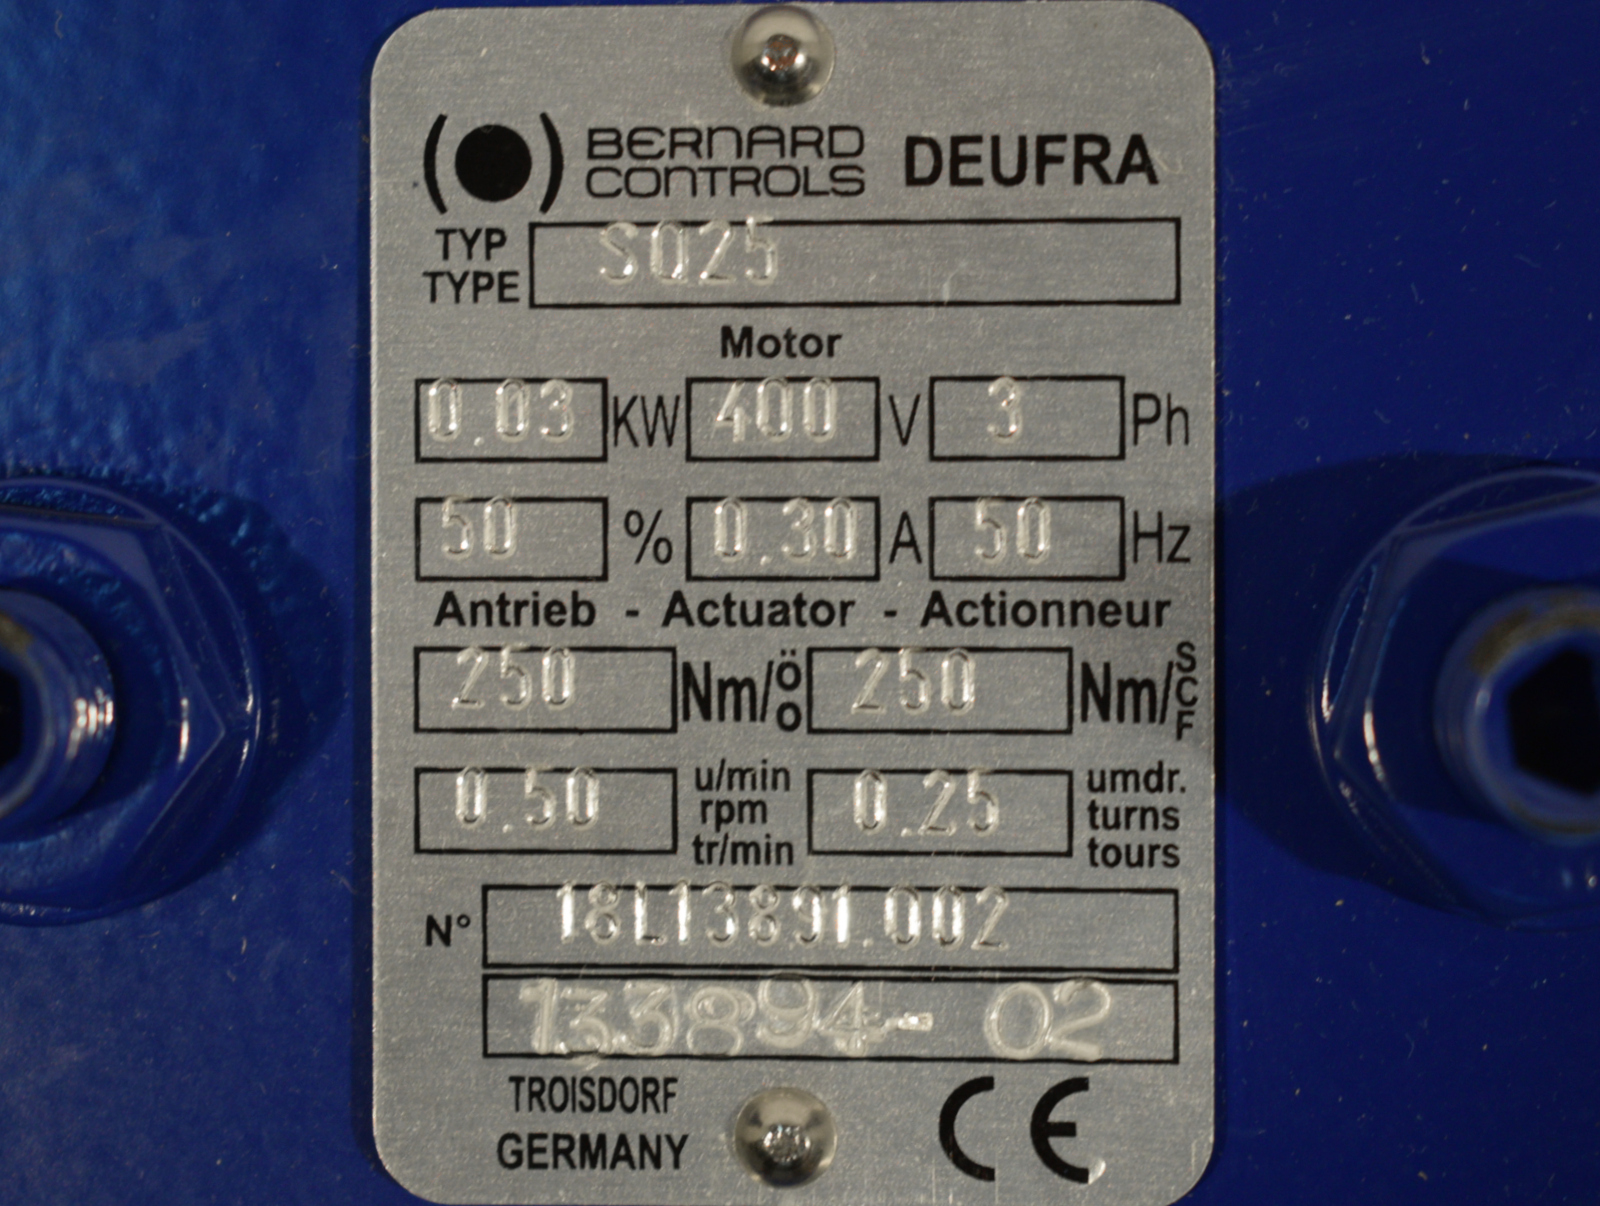 BERNARD CONTROLS DEUFRA
TYP TYPE SQ25
Motor
0.03 KW 400 V 3 Ph
50 % 0.30 A 50 Hz
Antrieb - Actuator - Actionneur
250 Nm/ö o 250 Nm/S C F
0.50 u/min rpm tr/min 0.25 umdr. turns tours
N° 18L13891.002
133894-02
TROISDORF
GERMANY CE